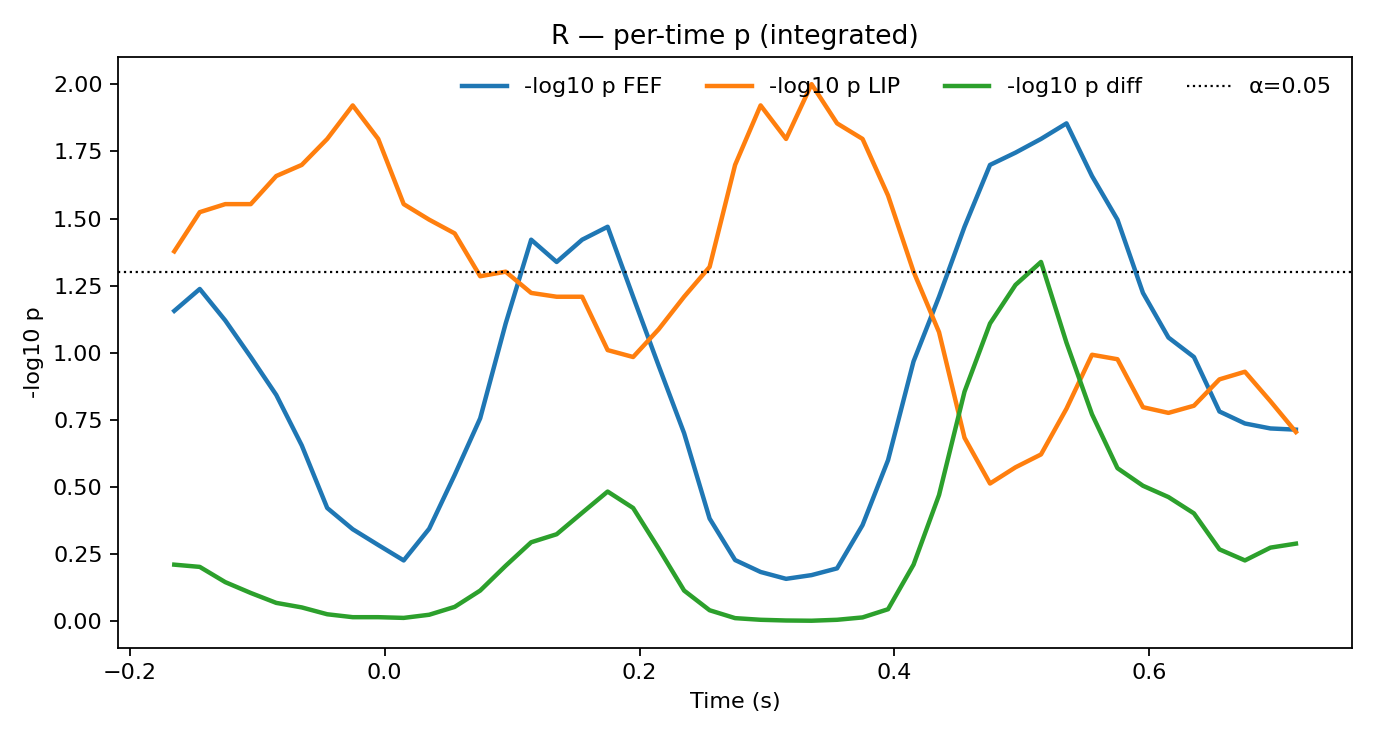 R — per-time p (integrated)
-log10 p FEF
-log10 p LIP
-log10 p diff
α=0.05
2.00
1.75
1.50
1.25
1.00
0.75
0.50
0.25
0.00
-log10 p
−0.2
0.0
0.2
0.4
0.6
Time (s)